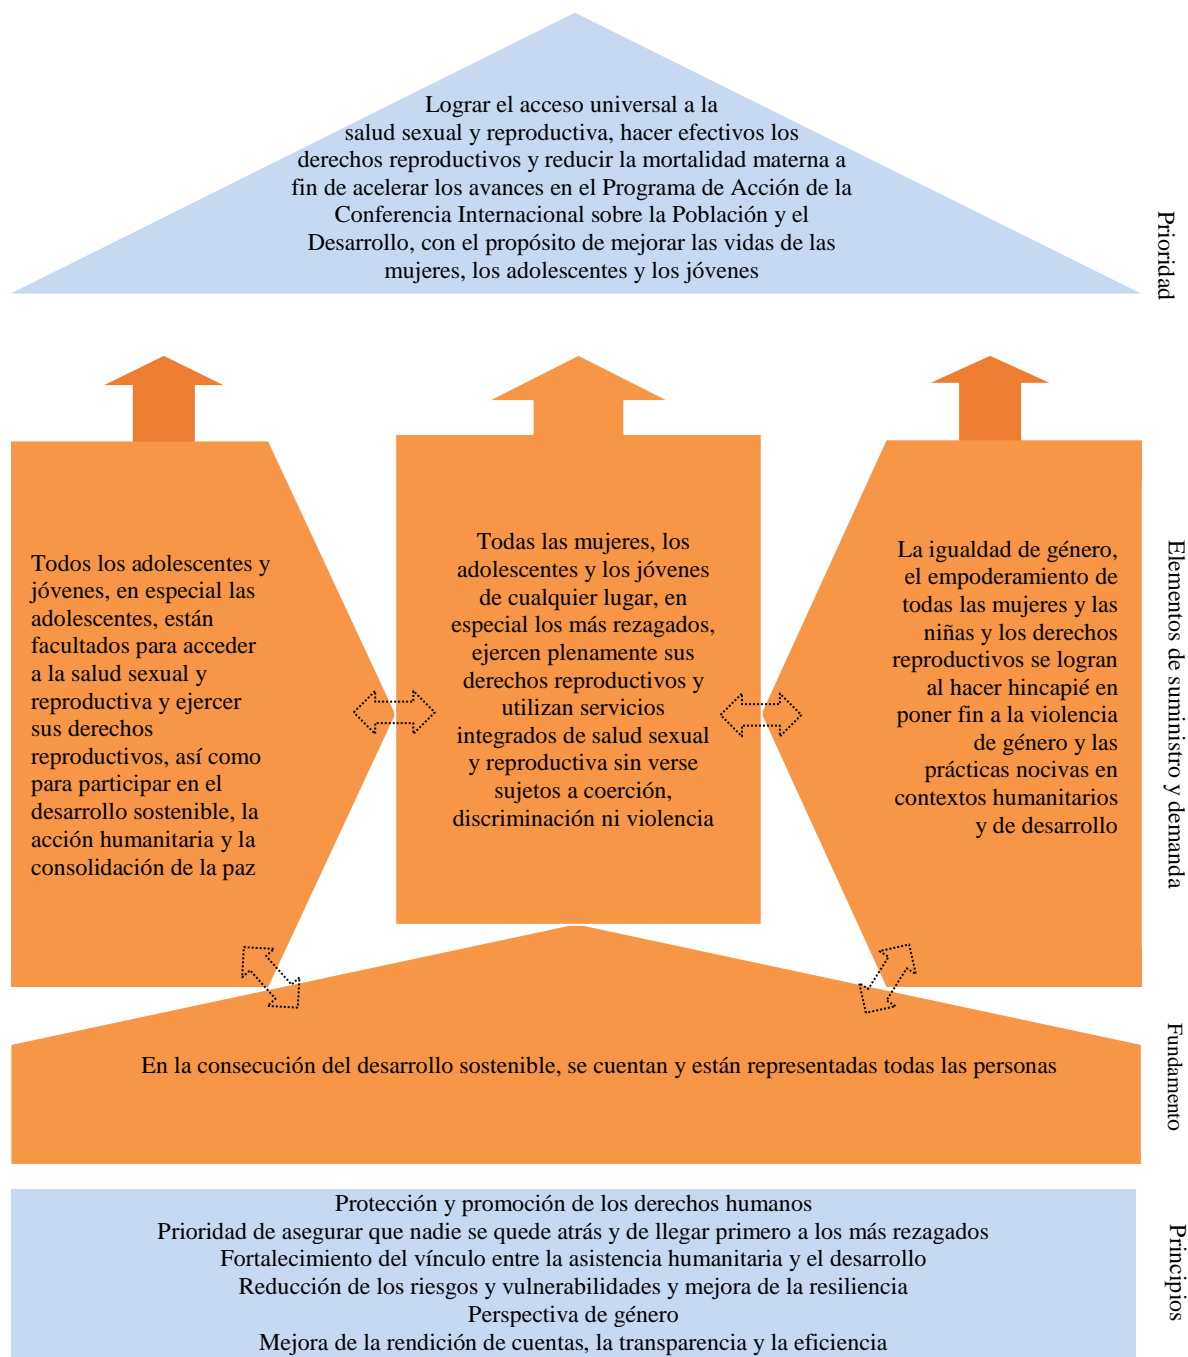 Lograr el acceso universal a la
salud sexual y reproductiva, hacer efectivos los
derechos reproductivos y reducir la mortalidad materna a
fin de acelerar los avances en el Programa de Acción de la
Conferencia Internacional sobre la Población y el
Desarrollo, con el propósito de mejorar las vidas de las
mujeres, los adolescentes y los jóvenes
Prioridad
Todos los adolescentes y
jóvenes, en especial las
adolescentes, están
facultados para acceder
a la salud sexual y
reproductiva y ejercer
sus derechos
reproductivos, así como
para participar en el
desarrollo sostenible, la
acción humanitaria y la
consolidación de la paz
Todas las mujeres, los
adolescentes y los jóvenes
de cualquier lugar, en
especial los más rezagados,
ejercen plenamente sus
derechos reproductivos y
utilizan servicios
integrados de salud sexual
y reproductiva sin verse
sujetos a coerción,
discriminación ni violencia
La igualdad de género,
el empoderamiento de
todas las mujeres y las
niñas y los derechos
reproductivos se logran
al hacer hincapié en
poner fin a la violencia
de género y las
prácticas nocivas en
contextos humanitarios
y de desarrollo
Elementos de suministro y demanda
En la consecución del desarrollo sostenible, se cuentan y están representadas todas las personas
Fundamento
Protección y promoción de los derechos humanos
Prioridad de asegurar que nadie se quede atrás y de llegar primero a los más rezagados
Fortalecimiento del vínculo entre la asistencia humanitaria y el desarrollo
Reducción de los riesgos y vulnerabilidades y mejora de la resiliencia
Perspectiva de género
Mejora de la rendición de cuentas, la transparencia y la eficiencia
Principios